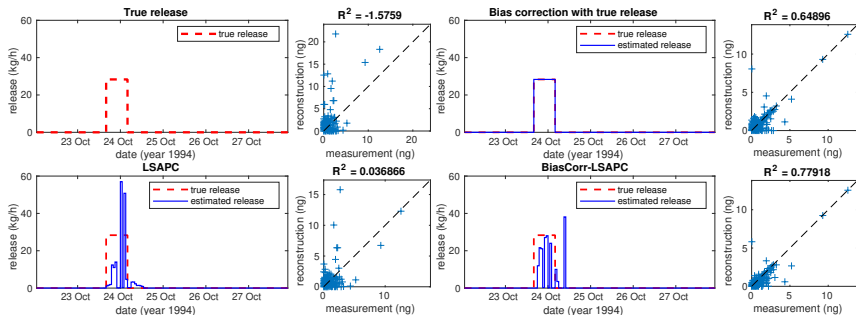 True release
release (kg/h)
60
40
20
0
true release
23 Oct 24 Oct 25 Oct 26 Oct 27 Oct
date (year 1994)
R² = -1.5759
reconstruction (ng)
20
15
10
5
0
0 10 20
measurement (ng)
Bias correction with true release
release (kg/h)
60
40
20
0
true release
estimated release
23 Oct 24 Oct 25 Oct 26 Oct 27 Oct
date (year 1994)
R² = 0.64896
reconstruction (ng)
10
5
0
0 5 10
measurement (ng)
LSAPC
release (kg/h)
60
40
20
0
true release
estimated release
23 Oct 24 Oct 25 Oct 26 Oct 27 Oct
date (year 1994)
R² = 0.036866
reconstruction (ng)
15
10
5
0
0 10
measurement (ng)
BiasCorr-LSAPC
release (kg/h)
60
40
20
0
true release
estimated release
23 Oct 24 Oct 25 Oct 26 Oct 27 Oct
date (year 1994)
R² = 0.77918
reconstruction (ng)
10
5
0
0 5 10
measurement (ng)